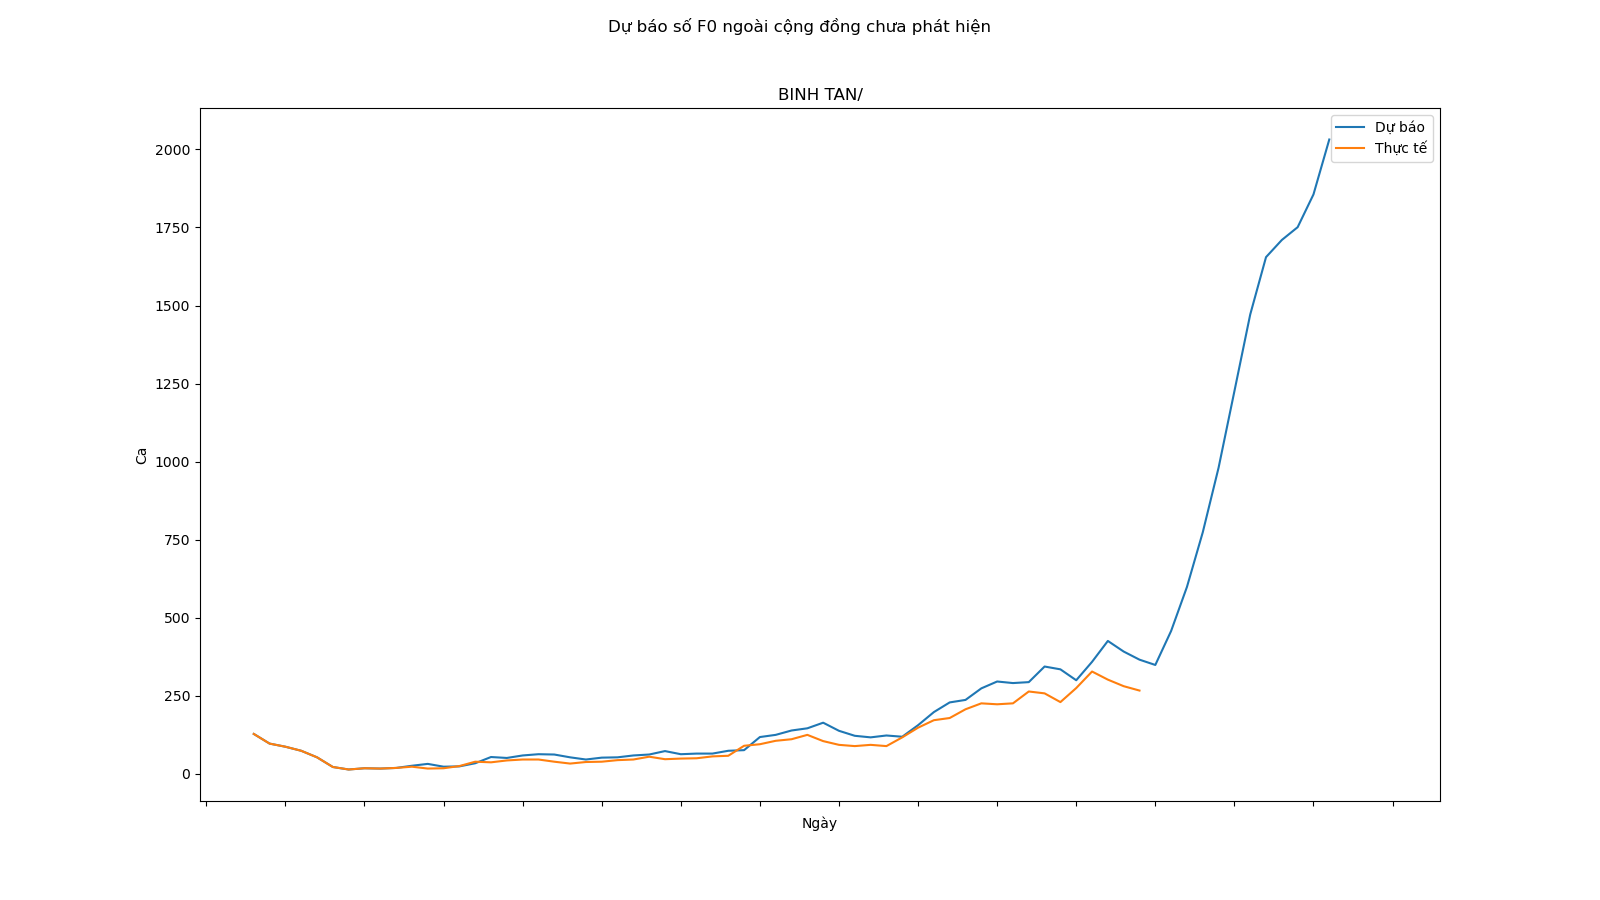 Dự báo số F0 ngoài cộng đồng chưa phát hiện
BINH TAN/
Dự báo
Thực tế
2000
1750
1500
1250
1000
750
500
250
0
Ca
Ngày